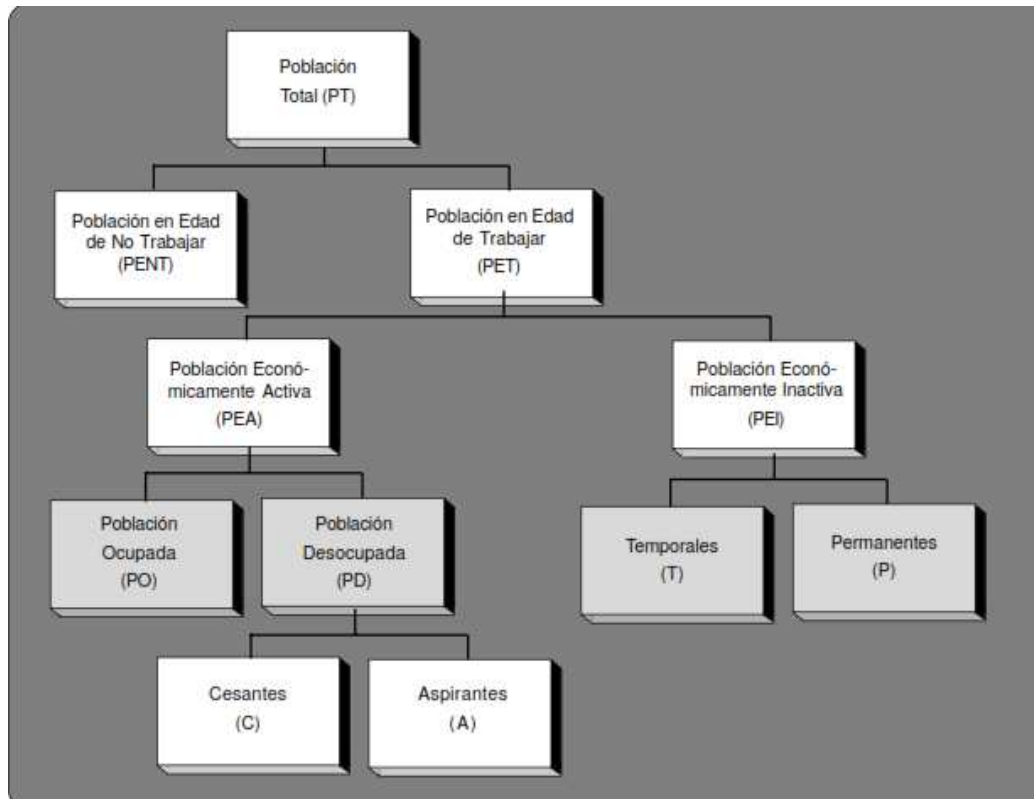 Población
Total (PT)
Población en Edad
de No Trabajar
(PENT)
Población en Edad
de Trabajar
(PET)
Población Econó-
micamente Activa
(PEA)
Población Econó-
micamente Inactiva
(PEI)
Población
Ocupada
(PO)
Población
Desocupada
(PD)
Temporales
(T)
Permanentes
(P)
Cesantes
(C)
Aspirantes
(A)